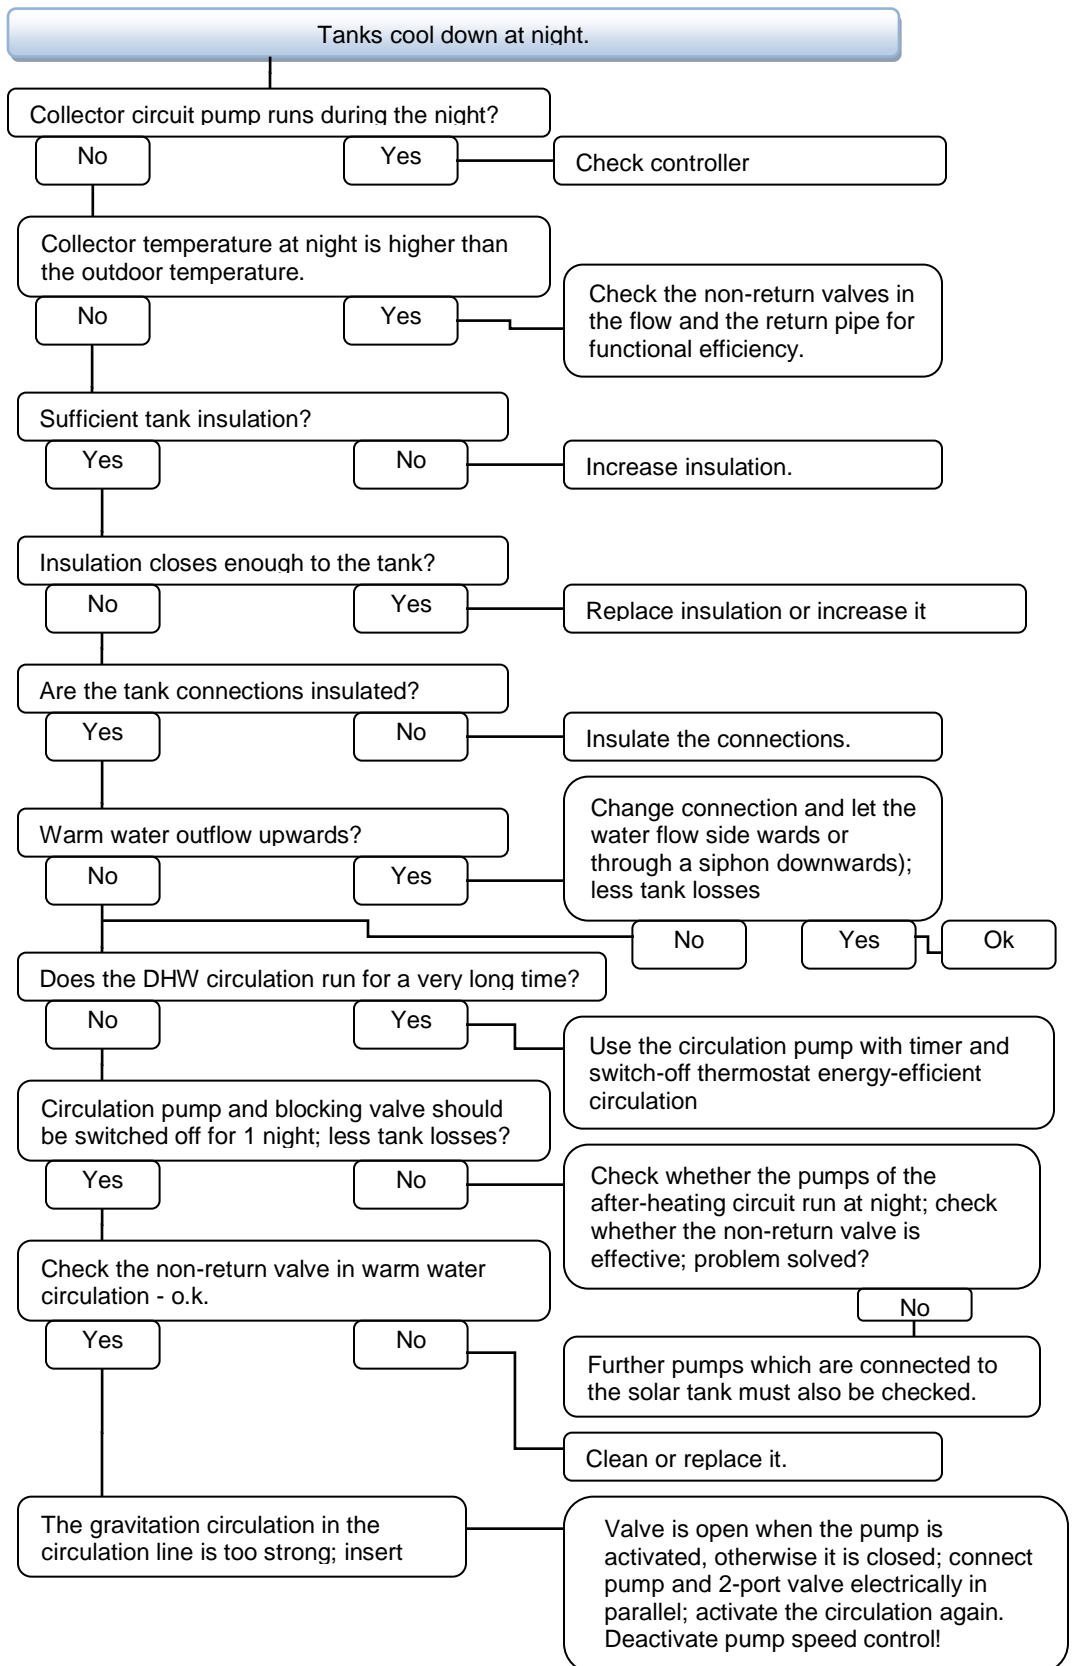 Tanks cool down at night.
Collector circuit pump runs during the night?
No
Yes
Check controller
Collector temperature at night is higher than
the outdoor temperature.
No
Yes
Check the non-return valves in
the flow and the return pipe for
functional efficiency.
Sufficient tank insulation?
Yes
No
Increase insulation.
Insulation closes enough to the tank?
No
Yes
Replace insulation or increase it
Are the tank connections insulated?
Yes
No
Insulate the connections.
Warm water outflow upwards?
No
Yes
Change connection and let the
water flow side wards or
through a siphon downwards);
less tank losses
No
Yes
Ok
Does the DHW circulation run for a very long time?
No
Yes
Use the circulation pump with timer and
switch-off thermostat energy-efficient
circulation
Circulation pump and blocking valve should
be switched off for 1 night; less tank losses?
Yes
No
Check whether the pumps of the
after-heating circuit run at night; check
whether the non-return valve is
effective; problem solved?
No
Further pumps which are connected to
the solar tank must also be checked.
Check the non-return valve in warm water
circulation - o.k.
Yes
No
Clean or replace it.
The gravitation circulation in the
circulation line is too strong; insert
Valve is open when the pump is
activated, otherwise it is closed; connect
pump and 2-port valve electrically in
parallel; activate the circulation again.
Deactivate pump speed control!